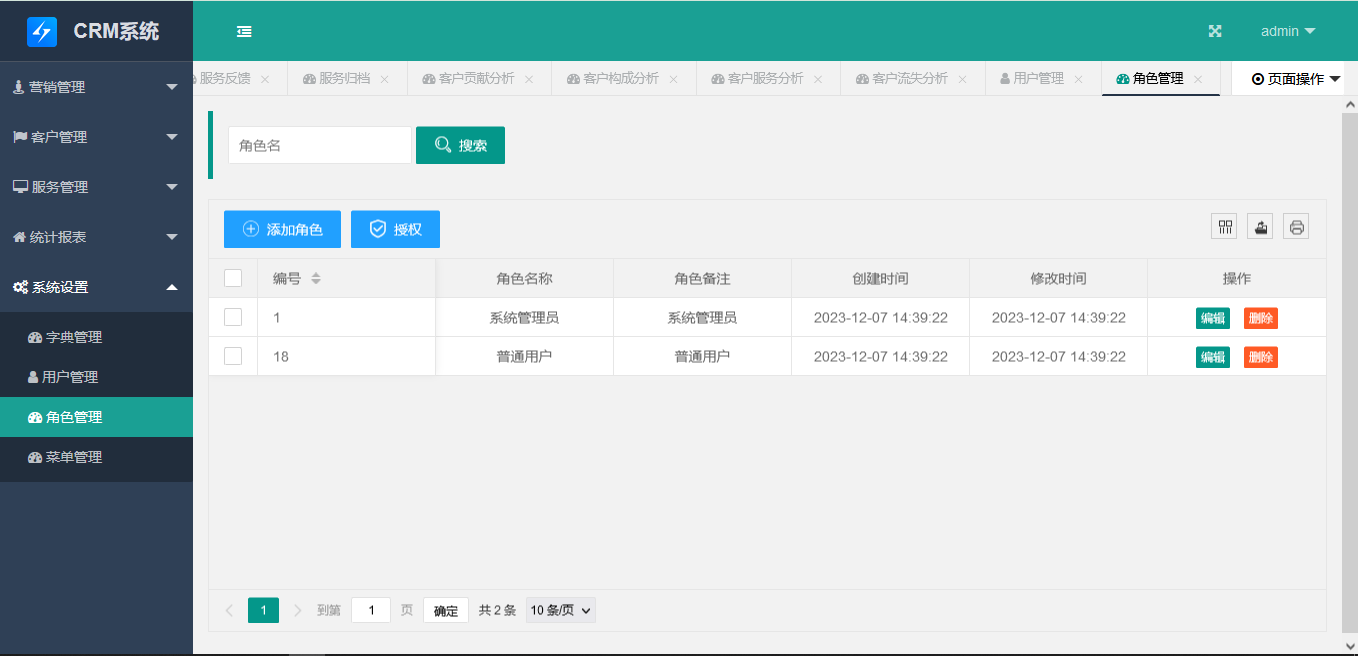 CRM系统
admin
服务反馈
服务归档
客户贡献分析
客户构成分析
客户服务分析
客户流失分析
用户管理
角色管理
页面操作
营销管理
客户管理
服务管理
统计报表
系统设置
字典管理
用户管理
角色管理
菜单管理
角色名
搜索
添加角色
授权
编号 角色名称 角色备注 创建时间 修改时间 操作
1 系统管理员 系统管理员 2023-12-07 14:39:22 2023-12-07 14:39:22 编辑 删除
18 普通用户 普通用户 2023-12-07 14:39:22 2023-12-07 14:39:22 编辑 删除
1 到第 1 页 确定 共 2 条 10 条/页